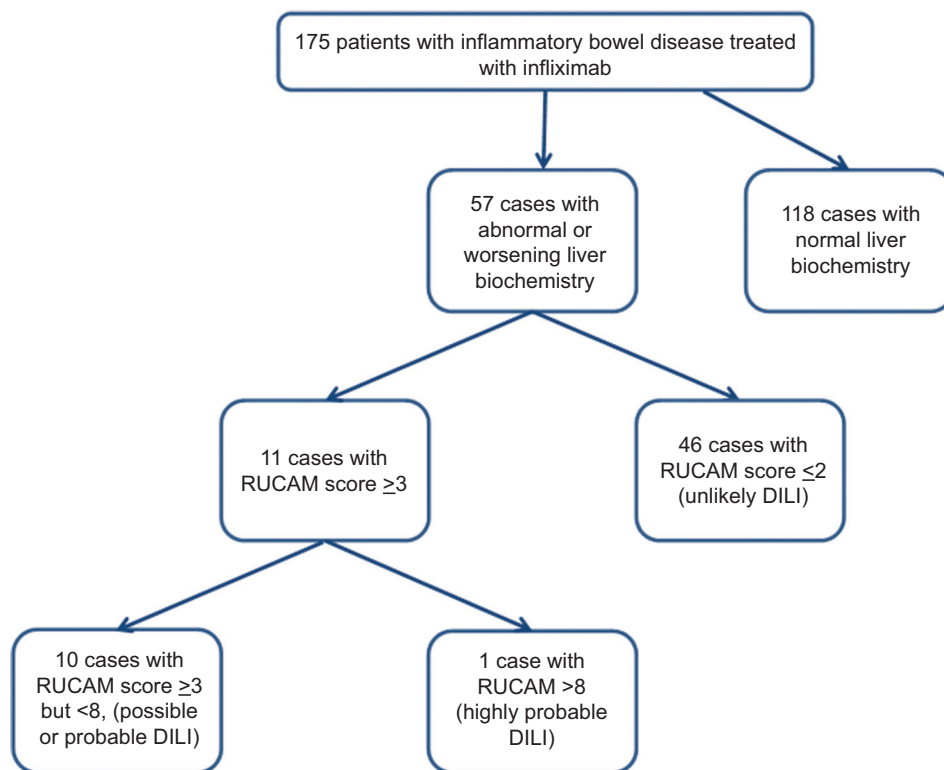 175 patients with inflammatory bowel disease treated
with infliximab
57 cases with
abnormal or
worsening liver
biochemistry
118 cases with
normal liver
biochemistry
11 cases with
RUCAM score ≥3
46 cases with
RUCAM score ≤2
(unlikely DILI)
10 cases with
RUCAM score ≥3
but <8, (possible
or probable DILI)
1 case with
RUCAM >8
(highly probable
DILI)